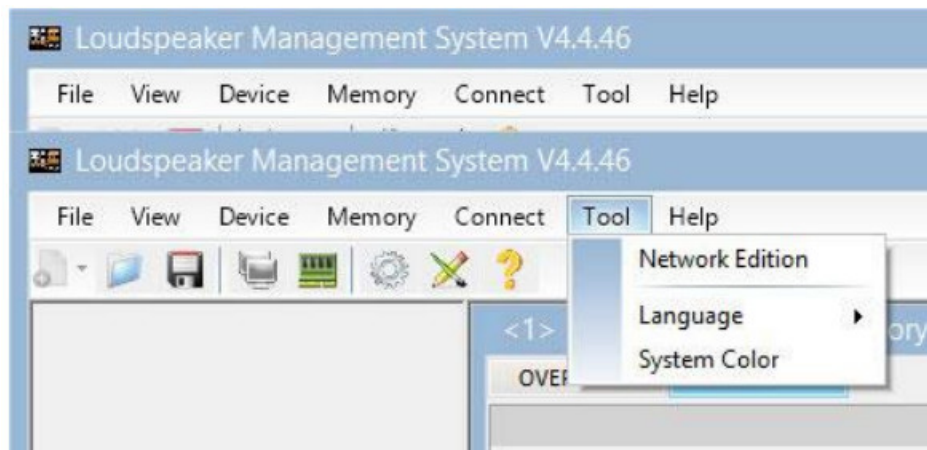 Loudspeaker Management System V4.4.46
File View Device Memory Connect Tool Help
Loudspeaker Management System V4.4.46
File View Device Memory Connect Tool Help
Network Edition
Language
System Color
<1>